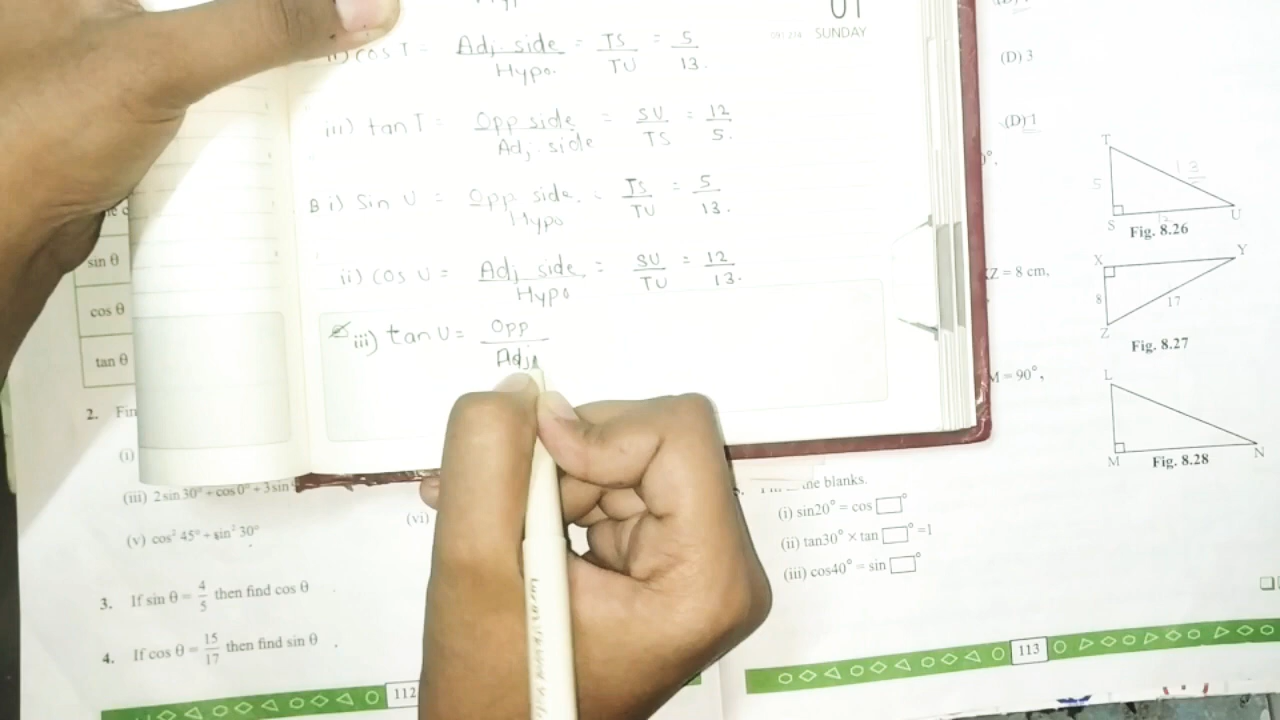 01
SUNDAY
ii) cos T = Adj. side / Hypo. = TS / TU = 5 / 13.
iii) tan T = Opp side / Adj. side = SU / TS = 12 / 5.
B i) Sin U = Opp side. / Hypo = TS / TU = 5 / 13.
ii) cos U = Adj side. / Hypo = SU / TU = 12 / 13.
iii) tan U = Opp / Adj
sin θ
cos θ
tan θ
2. Fin
(i)
(iii) 2 sin 30° + cos 0° + 3 sin
(vi)
(v) cos² 45° + sin² 30°
3. If sin θ = 4/5 then find cos θ
4. If cos θ = 15/17 then find sin θ
112
(D) 3
(D) 1
T
5
13
S
12
U
Fig. 8.26
XZ = 8 cm,
X
Y
8
17
Z
Fig. 8.27
M = 90°,
L
M
N
Fig. 8.28
the blanks.
(i) sin20° = cos □°
(ii) tan30° × tan □° =1
(iii) cos40° = sin □°
113